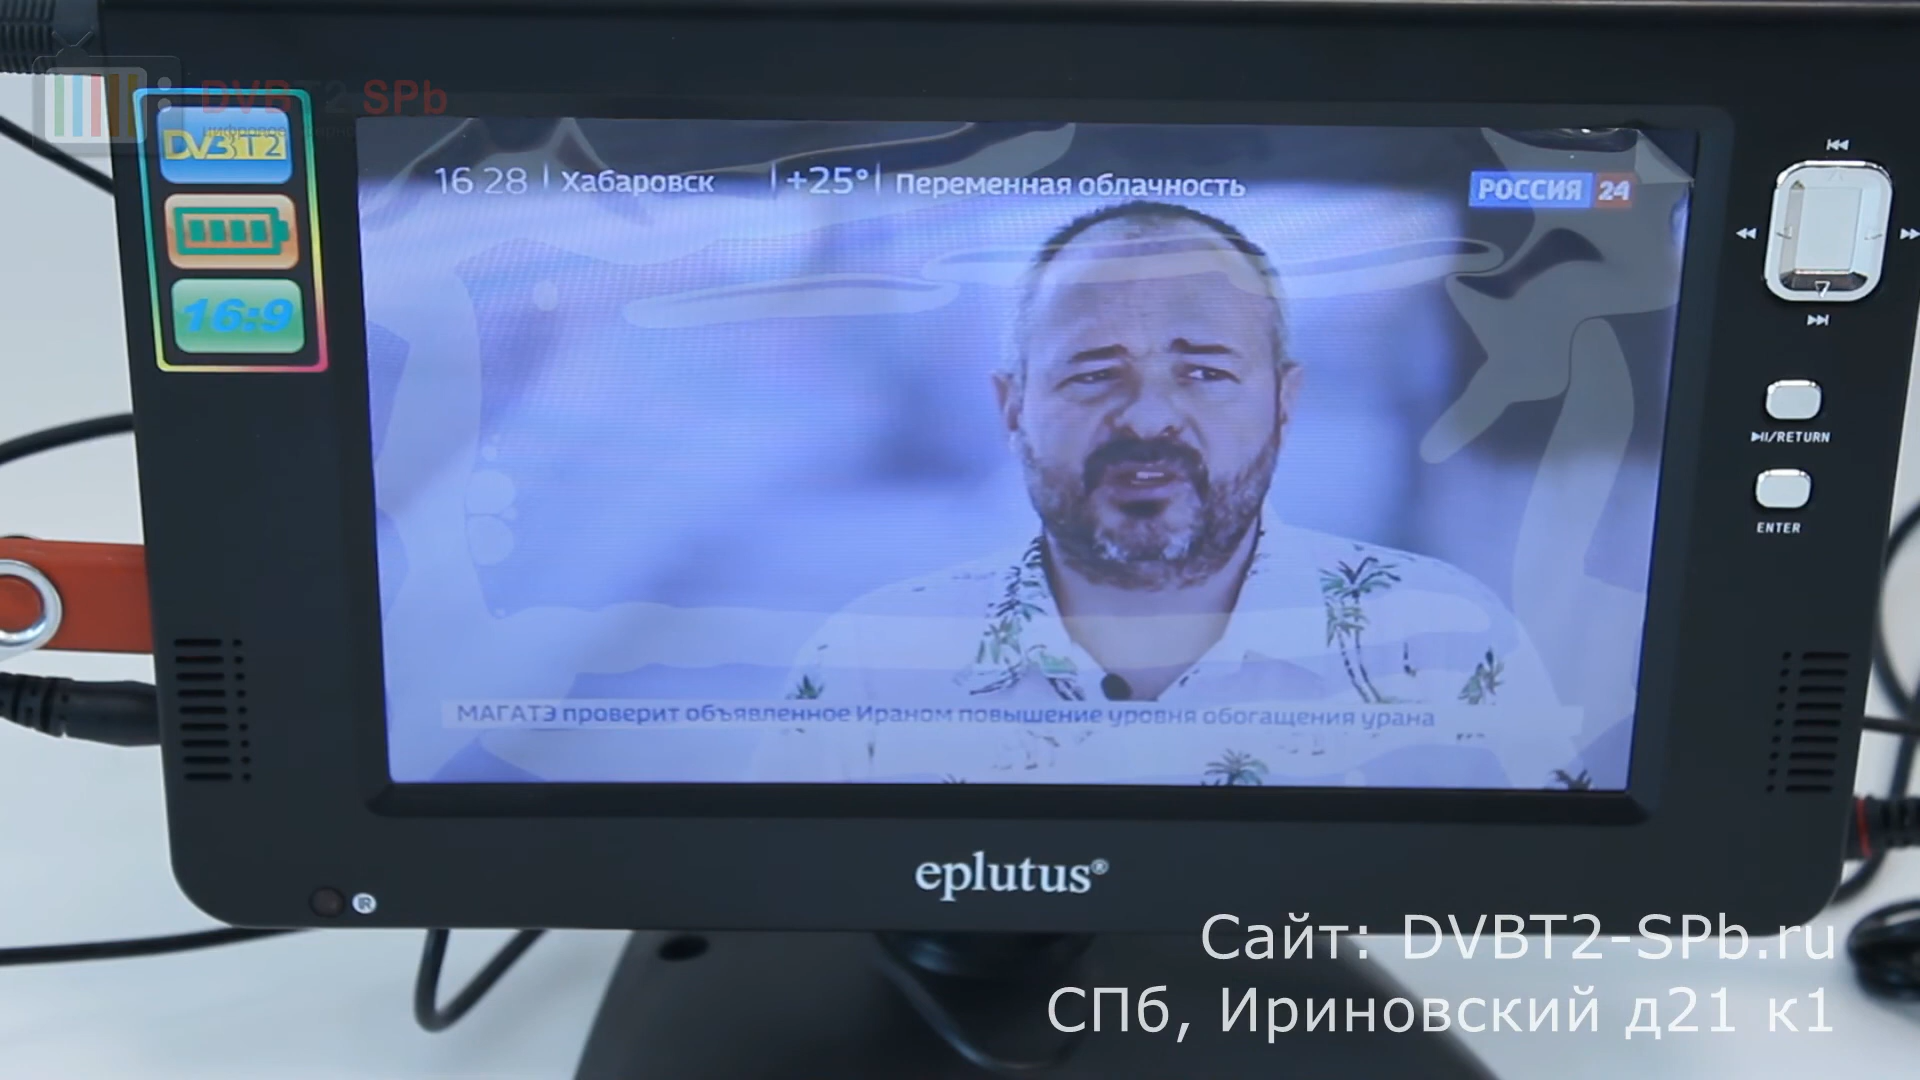 DVBT2 SPb
DVB T2
16:9
16 28 Хабаровск +25° Переменная облачность
РОССИЯ 24
/RETURN
ENTER
МАГАТЭ проверит объявленное Ираном повышение уровня обогащения урана
eplutus®
IR
Сайт: DVBT2-SPb.ru
СПб, Ириновский д21 к1